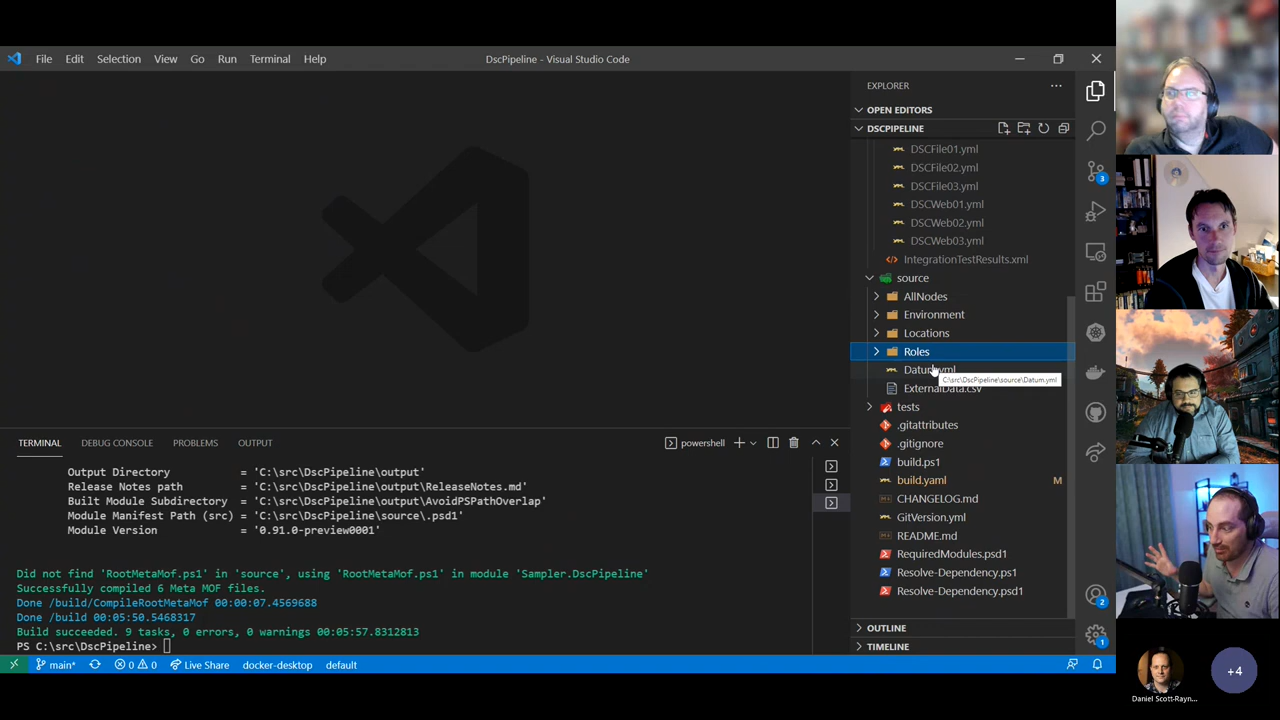 File Edit Selection View Go Run Terminal Help
DscPipeline - Visual Studio Code
EXPLORER
OPEN EDITORS
DSCPIPELINE
DSCFile01.yml
DSCFile02.yml
DSCFile03.yml
DSCWeb01.yml
DSCWeb02.yml
DSCWeb03.yml
IntegrationTestResults.xml
source
AllNodes
Environment
Locations
Roles
Datum.yml
C:\src\DscPipeline\source\Datum.yml
ExternalData.csv
tests
.gitattributes
.gitignore
build.ps1
build.yaml M
CHANGELOG.md
GitVersion.yml
README.md
RequiredModules.psd1
Resolve-Dependency.ps1
Resolve-Dependency.psd1
OUTLINE
TIMELINE
3
2
1
TERMINAL DEBUG CONSOLE PROBLEMS OUTPUT
powershell
Output Directory = 'C:\src\DscPipeline\output'
Release Notes path = 'C:\src\DscPipeline\output\ReleaseNotes.md'
Built Module Subdirectory = 'C:\src\DscPipeline\output\AvoidPSPathOverlap'
Module Manifest Path (src) = 'C:\src\DscPipeline\source\.psd1'
Module Version = '0.91.0-preview0001'
Did not find 'RootMetaMof.ps1' in 'source', using 'RootMetaMof.ps1' in module 'Sampler.DscPipeline'
Successfully compiled 6 Meta MOF files.
Done /build/CompileRootMetaMof 00:00:07.4569688
Done /build 00:05:50.5468317
Build succeeded. 9 tasks, 0 errors, 0 warnings 00:05:57.8312813
PS C:\src\DscPipeline>
main* 0 0 Live Share docker-desktop default
Daniel Scott-Rayn...
+4